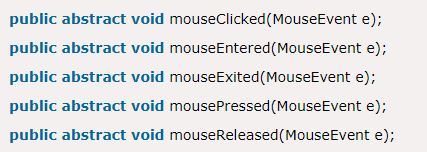 public abstract void mouseClicked(MouseEvent e);
public abstract void mouseEntered(MouseEvent e);
public abstract void mouseExited(MouseEvent e);
public abstract void mousePressed(MouseEvent e);
public abstract void mouseReleased(MouseEvent e);